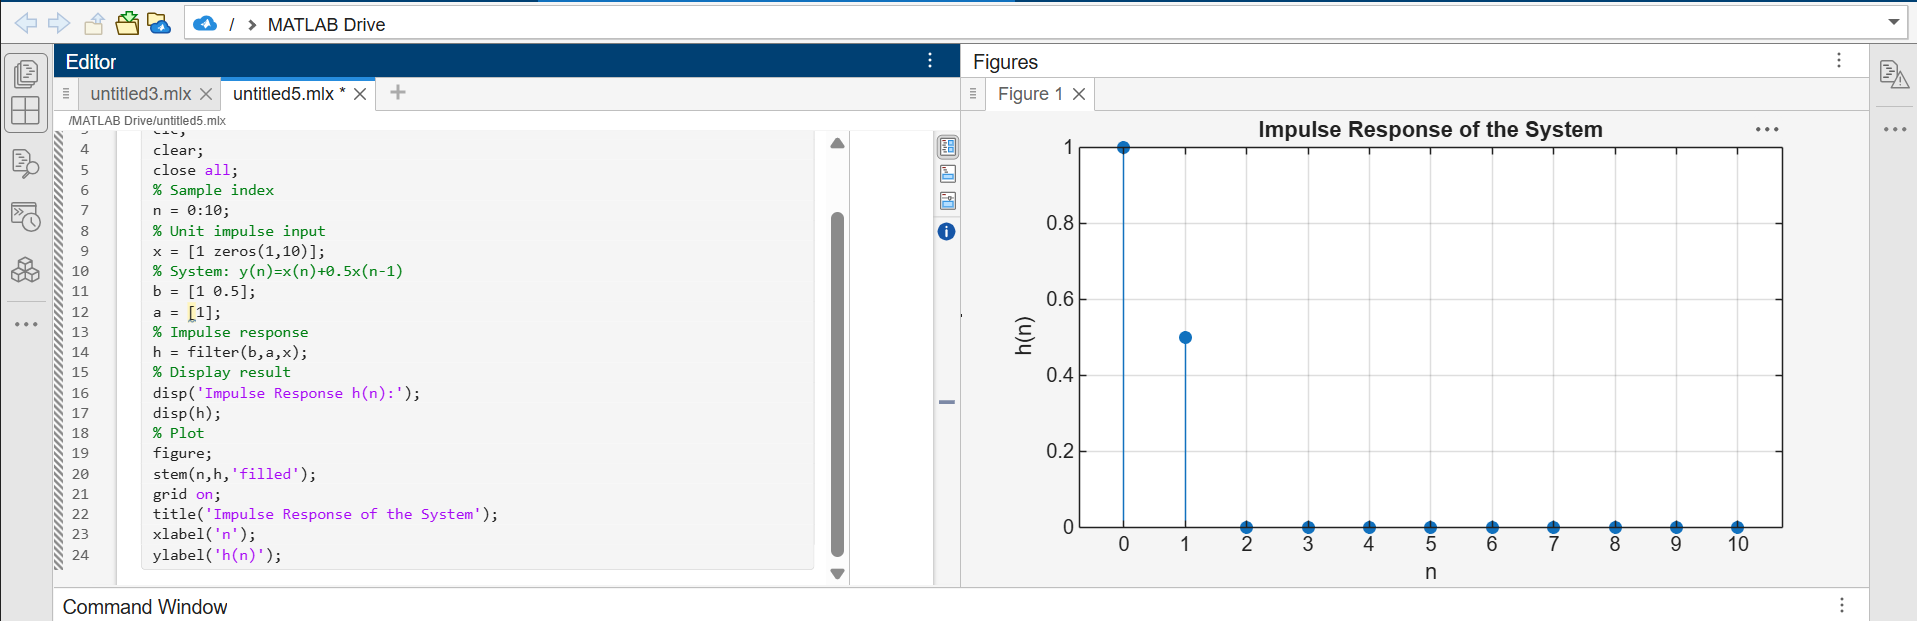 / > MATLAB Drive
Editor
untitled3.mlx
untitled5.mlx *
/MATLAB Drive/untitled5.mlx
4 clear;
5 close all;
6 % Sample index
7 n = 0:10;
8 % Unit impulse input
9 x = [1 zeros(1,10)];
10 % System: y(n)=x(n)+0.5x(n-1)
11 b = [1 0.5];
12 a = [1];
13 % Impulse response
14 h = filter(b,a,x);
15 % Display result
16 disp('Impulse Response h(n):');
17 disp(h);
18 % Plot
19 figure;
20 stem(n,h,'filled');
21 grid on;
22 title('Impulse Response of the System');
23 xlabel('n');
24 ylabel('h(n)');
Figures
Figure 1
Impulse Response of the System
1
0.8
0.6
0.4
0.2
0
h(n)
0 1 2 3 4 5 6 7 8 9 10
n
Command Window